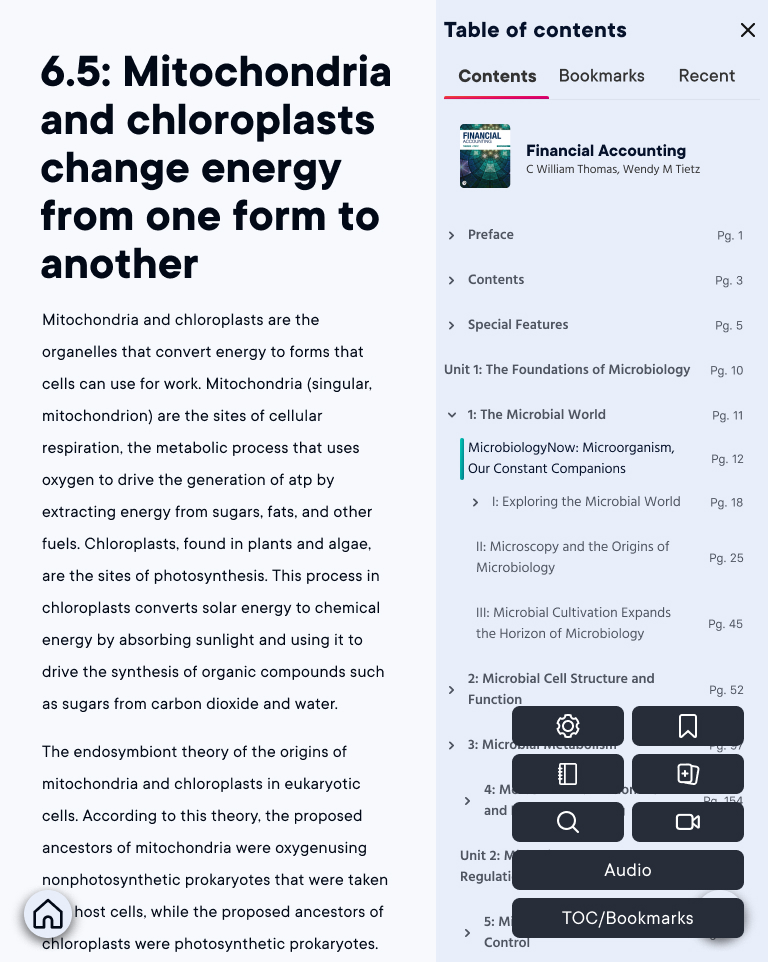 6.5: Mitochondria
and chloroplasts
change energy
from one form to
another
Mitochondria and chloroplasts are the
organelles that convert energy to forms that
cells can use for work. Mitochondria (singular,
mitochondrion) are the sites of cellular
respiration, the metabolic process that uses
oxygen to drive the generation of atp by
extracting energy from sugars, fats, and other
fuels. Chloroplasts, found in plants and algae,
are the sites of photosynthesis. This process in
chloroplasts converts solar energy to chemical
energy by absorbing sunlight and using it to
drive the synthesis of organic compounds such
as sugars from carbon dioxide and water.
The endosymbiont theory of the origins of
mitochondria and chloroplasts in eukaryotic
cells. According to this theory, the proposed
ancestors of mitochondria were oxygenusing
nonphotosynthetic prokaryotes that were taken
host cells, while the proposed ancestors of
chloroplasts were photosynthetic prokaryotes.
Table of contents
Contents
Bookmarks
Recent
FINANCIAL
ACCOUNTING
Financial Accounting
C William Thomas, Wendy M Tietz
Preface Pg. 1
Contents Pg. 3
Special Features Pg. 5
Unit 1: The Foundations of Microbiology Pg. 10
1: The Microbial World Pg. 11
MicrobiologyNow: Microorganism,
Our Constant Companions Pg. 12
I: Exploring the Microbial World Pg. 18
II: Microscopy and the Origins of
Microbiology Pg. 25
III: Microbial Cultivation Expands
the Horizon of Microbiology Pg. 45
2: Microbial Cell Structure and
Function Pg. 52
3: Microbial Metabolism
4:
and Pg. 154
Unit 2:
5:
Control
Audio
TOC/Bookmarks